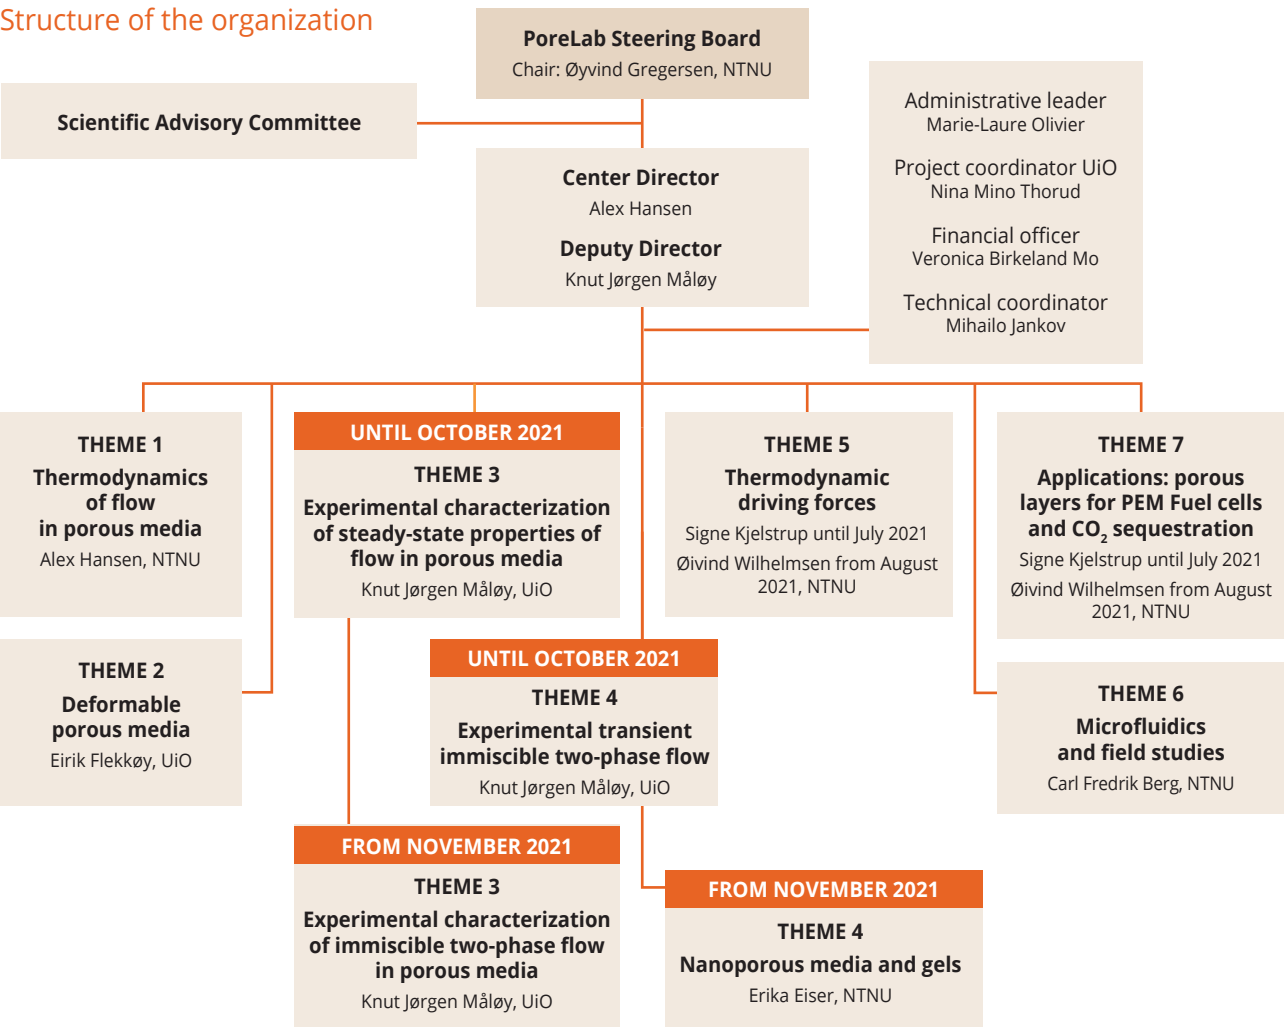 Structure of the organization
PoreLab Steering Board
Chair: Øyvind Gregersen, NTNU
Scientific Advisory Committee
Center Director
Alex Hansen
Deputy Director
Knut Jørgen Måløy
Administrative leader
Marie-Laure Olivier
Project coordinator UiO
Nina Mino Thorud
Financial officer
Veronica Birkeland Mo
Technical coordinator
Mihailo Jankov
THEME 1
Thermodynamics
of flow
in porous media
Alex Hansen, NTNU
THEME 2
Deformable
porous media
Eirik Flekkøy, UiO
UNTIL OCTOBER 2021
THEME 3
Experimental characterization
of steady-state properties of
flow in porous media
Knut Jørgen Måløy, UiO
UNTIL OCTOBER 2021
THEME 4
Experimental transient
immiscible two-phase flow
Knut Jørgen Måløy, UiO
THEME 5
Thermodynamic
driving forces
Signe Kjelstrup until July 2021
Øivind Wilhelmsen from August
2021, NTNU
THEME 7
Applications: porous
layers for PEM Fuel cells
and CO₂ sequestration
Signe Kjelstrup until July 2021
Øivind Wilhelmsen from August
2021, NTNU
THEME 6
Microfluidics
and field studies
Carl Fredrik Berg, NTNU
FROM NOVEMBER 2021
THEME 3
Experimental characterization
of immiscible two-phase flow
in porous media
Knut Jørgen Måløy, UiO
FROM NOVEMBER 2021
THEME 4
Nanoporous media and gels
Erika Eiser, NTNU